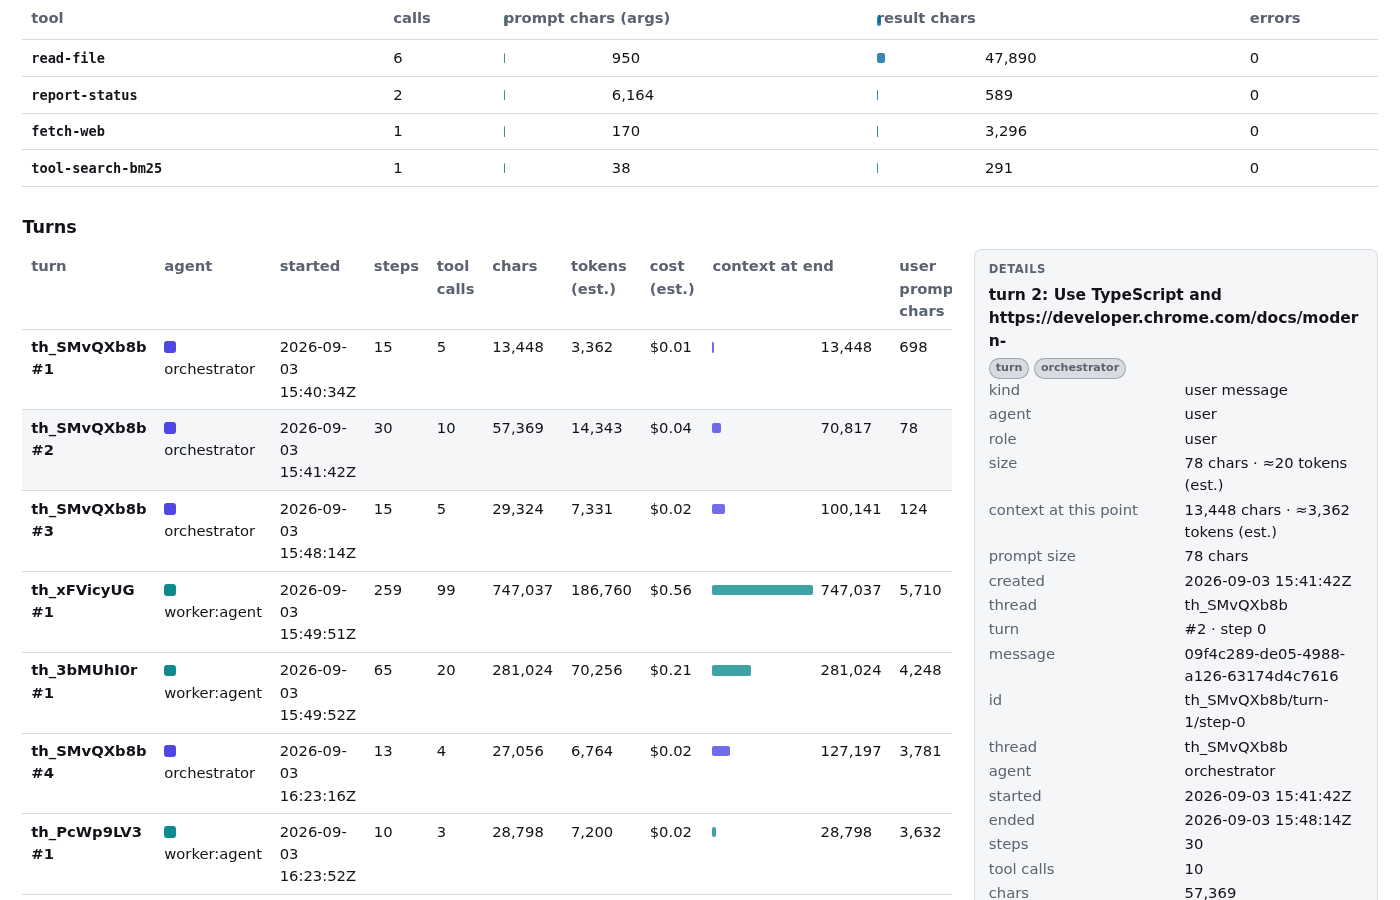 tool calls prompt chars (args) result chars errors
read-file 6 950 47,890 0
report-status 2 6,164 589 0
fetch-web 1 170 3,296 0
tool-search-bm25 1 38 291 0
Turns
turn agent started steps tool calls chars tokens (est.) cost (est.) context at end user promp chars
th_SMvQXb8b #1 orchestrator 2026-09-03 15:40:34Z 15 5 13,448 3,362 $0.01 13,448 698
th_SMvQXb8b #2 orchestrator 2026-09-03 15:41:42Z 30 10 57,369 14,343 $0.04 70,817 78
th_SMvQXb8b #3 orchestrator 2026-09-03 15:48:14Z 15 5 29,324 7,331 $0.02 100,141 124
th_xFVicyUG #1 worker:agent 2026-09-03 15:49:51Z 259 99 747,037 186,760 $0.56 747,037 5,710
th_3bMUhI0r #1 worker:agent 2026-09-03 15:49:52Z 65 20 281,024 70,256 $0.21 281,024 4,248
th_SMvQXb8b #4 orchestrator 2026-09-03 16:23:16Z 13 4 27,056 6,764 $0.02 127,197 3,781
th_PcWp9LV3 #1 worker:agent 2026-09-03 16:23:52Z 10 3 28,798 7,200 $0.02 28,798 3,632
DETAILS
turn 2: Use TypeScript and
https://developer.chrome.com/docs/moder
n-
turn orchestrator
kind user message
agent user
role user
size 78 chars · ≈20 tokens
(est.)
context at this point 13,448 chars · ≈3,362
tokens (est.)
prompt size 78 chars
created 2026-09-03 15:41:42Z
thread th_SMvQXb8b
turn #2 · step 0
message 09f4c289-de05-4988-
a126-63174d4c7616
id th_SMvQXb8b/turn-
1/step-0
thread th_SMvQXb8b
agent orchestrator
started 2026-09-03 15:41:42Z
ended 2026-09-03 15:48:14Z
steps 30
tool calls 10
chars 57,369